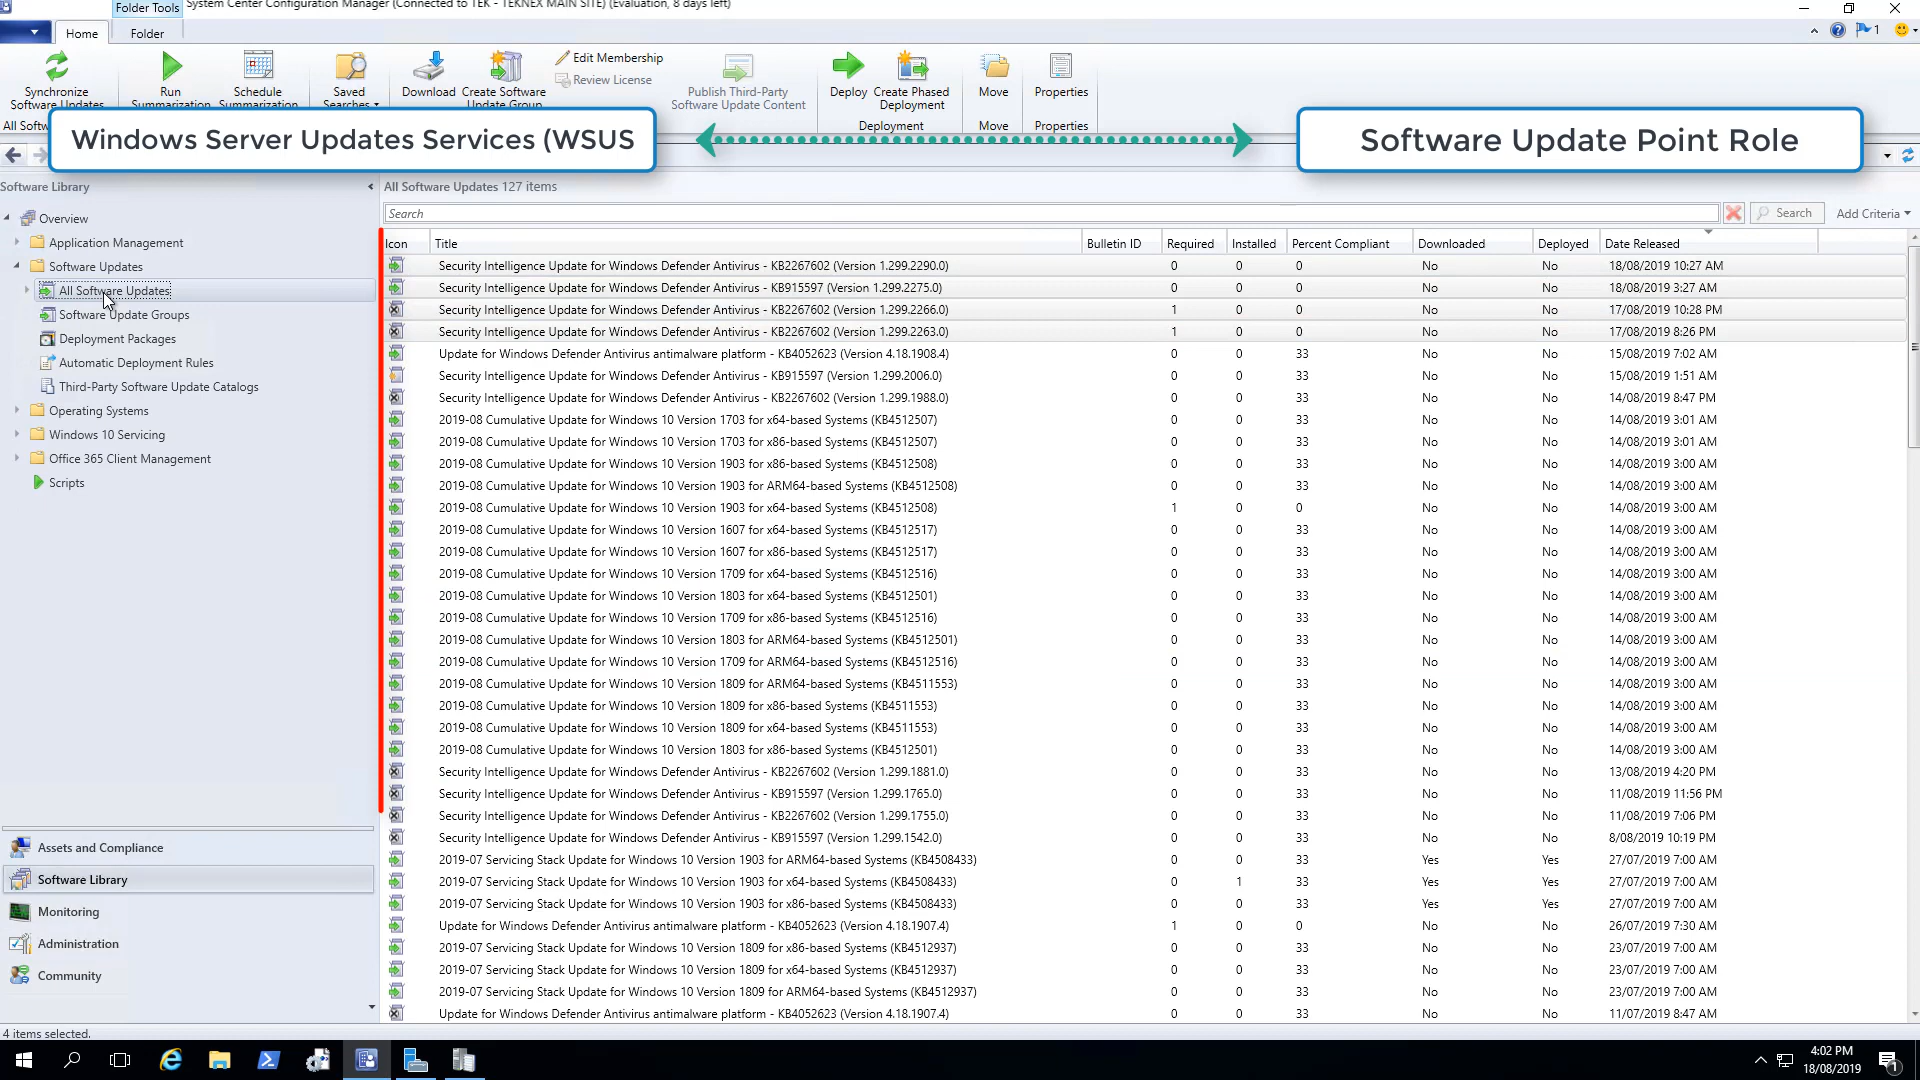 Folder Tools
System Center Configuration Manager (Connected to TEK - TEKNEX MAIN SITE) (Evaluation, 8 days left)
Home
Folder
1
Synchronize
Software Updates
Run
Summarization
Schedule
Summarization
Saved
Searches
Download
Create Software
Update Group
Edit Membership
Review License
Publish Third-Party
Software Update Content
Deploy
Create Phased
Deployment
Move
Properties
All Softw
Deployment
Move
Properties
Windows Server Updates Services (WSUS
Software Update Point Role
Software Library
All Software Updates 127 items
Search
Search
Add Criteria
Overview
Application Management
Software Updates
All Software Updates
Software Update Groups
Deployment Packages
Automatic Deployment Rules
Third-Party Software Update Catalogs
Operating Systems
Windows 10 Servicing
Office 365 Client Management
Scripts
Assets and Compliance
Software Library
Monitoring
Administration
Community
Icon Title Bulletin ID Required Installed Percent Compliant Downloaded Deployed Date Released
Security Intelligence Update for Windows Defender Antivirus - KB2267602 (Version 1.299.2290.0) 0 0 0 No No 18/08/2019 10:27 AM
Security Intelligence Update for Windows Defender Antivirus - KB915597 (Version 1.299.2275.0) 0 0 0 No No 18/08/2019 3:27 AM
Security Intelligence Update for Windows Defender Antivirus - KB2267602 (Version 1.299.2266.0) 1 0 0 No No 17/08/2019 10:28 PM
Security Intelligence Update for Windows Defender Antivirus - KB2267602 (Version 1.299.2263.0) 1 0 0 No No 17/08/2019 8:26 PM
Update for Windows Defender Antivirus antimalware platform - KB4052623 (Version 4.18.1908.4) 0 0 33 No No 15/08/2019 7:02 AM
Security Intelligence Update for Windows Defender Antivirus - KB915597 (Version 1.299.2006.0) 0 0 33 No No 15/08/2019 1:51 AM
Security Intelligence Update for Windows Defender Antivirus - KB2267602 (Version 1.299.1988.0) 0 0 33 No No 14/08/2019 8:47 PM
2019-08 Cumulative Update for Windows 10 Version 1703 for x64-based Systems (KB4512507) 0 0 33 No No 14/08/2019 3:01 AM
2019-08 Cumulative Update for Windows 10 Version 1703 for x86-based Systems (KB4512507) 0 0 33 No No 14/08/2019 3:01 AM
2019-08 Cumulative Update for Windows 10 Version 1903 for x86-based Systems (KB4512508) 0 0 33 No No 14/08/2019 3:00 AM
2019-08 Cumulative Update for Windows 10 Version 1903 for ARM64-based Systems (KB4512508) 0 0 33 No No 14/08/2019 3:00 AM
2019-08 Cumulative Update for Windows 10 Version 1903 for x64-based Systems (KB4512508) 1 0 0 No No 14/08/2019 3:00 AM
2019-08 Cumulative Update for Windows 10 Version 1607 for x64-based Systems (KB4512517) 0 0 33 No No 14/08/2019 3:00 AM
2019-08 Cumulative Update for Windows 10 Version 1607 for x86-based Systems (KB4512517) 0 0 33 No No 14/08/2019 3:00 AM
2019-08 Cumulative Update for Windows 10 Version 1709 for x64-based Systems (KB4512516) 0 0 33 No No 14/08/2019 3:00 AM
2019-08 Cumulative Update for Windows 10 Version 1803 for x64-based Systems (KB4512501) 0 0 33 No No 14/08/2019 3:00 AM
2019-08 Cumulative Update for Windows 10 Version 1709 for x86-based Systems (KB4512516) 0 0 33 No No 14/08/2019 3:00 AM
2019-08 Cumulative Update for Windows 10 Version 1803 for ARM64-based Systems (KB4512501) 0 0 33 No No 14/08/2019 3:00 AM
2019-08 Cumulative Update for Windows 10 Version 1709 for ARM64-based Systems (KB4512516) 0 0 33 No No 14/08/2019 3:00 AM
2019-08 Cumulative Update for Windows 10 Version 1809 for ARM64-based Systems (KB4511553) 0 0 33 No No 14/08/2019 3:00 AM
2019-08 Cumulative Update for Windows 10 Version 1809 for x86-based Systems (KB4511553) 0 0 33 No No 14/08/2019 3:00 AM
2019-08 Cumulative Update for Windows 10 Version 1809 for x64-based Systems (KB4511553) 0 0 33 No No 14/08/2019 3:00 AM
2019-08 Cumulative Update for Windows 10 Version 1803 for x86-based Systems (KB4512501) 0 0 33 No No 14/08/2019 3:00 AM
Security Intelligence Update for Windows Defender Antivirus - KB2267602 (Version 1.299.1881.0) 0 0 33 No No 13/08/2019 4:20 PM
Security Intelligence Update for Windows Defender Antivirus - KB915597 (Version 1.299.1765.0) 0 0 33 No No 11/08/2019 11:56 PM
Security Intelligence Update for Windows Defender Antivirus - KB2267602 (Version 1.299.1755.0) 0 0 33 No No 11/08/2019 7:06 PM
Security Intelligence Update for Windows Defender Antivirus - KB915597 (Version 1.299.1542.0) 0 0 33 No No 8/08/2019 10:19 PM
2019-07 Servicing Stack Update for Windows 10 Version 1903 for ARM64-based Systems (KB4508433) 0 0 33 Yes Yes 27/07/2019 7:00 AM
2019-07 Servicing Stack Update for Windows 10 Version 1903 for x64-based Systems (KB4508433) 0 1 33 Yes Yes 27/07/2019 7:00 AM
2019-07 Servicing Stack Update for Windows 10 Version 1903 for x86-based Systems (KB4508433) 0 0 33 Yes Yes 27/07/2019 7:00 AM
Update for Windows Defender Antivirus antimalware platform - KB4052623 (Version 4.18.1907.4) 1 0 0 No No 26/07/2019 7:30 AM
2019-07 Servicing Stack Update for Windows 10 Version 1809 for x86-based Systems (KB4512937) 0 0 33 No No 23/07/2019 7:00 AM
2019-07 Servicing Stack Update for Windows 10 Version 1809 for x64-based Systems (KB4512937) 0 0 33 No No 23/07/2019 7:00 AM
2019-07 Servicing Stack Update for Windows 10 Version 1809 for ARM64-based Systems (KB4512937) 0 0 33 No No 23/07/2019 7:00 AM
Update for Windows Defender Antivirus antimalware platform - KB4052623 (Version 4.18.1907.4) 0 0 33 No No 11/07/2019 8:47 AM
4 items selected.
4:02 PM
18/08/2019
1